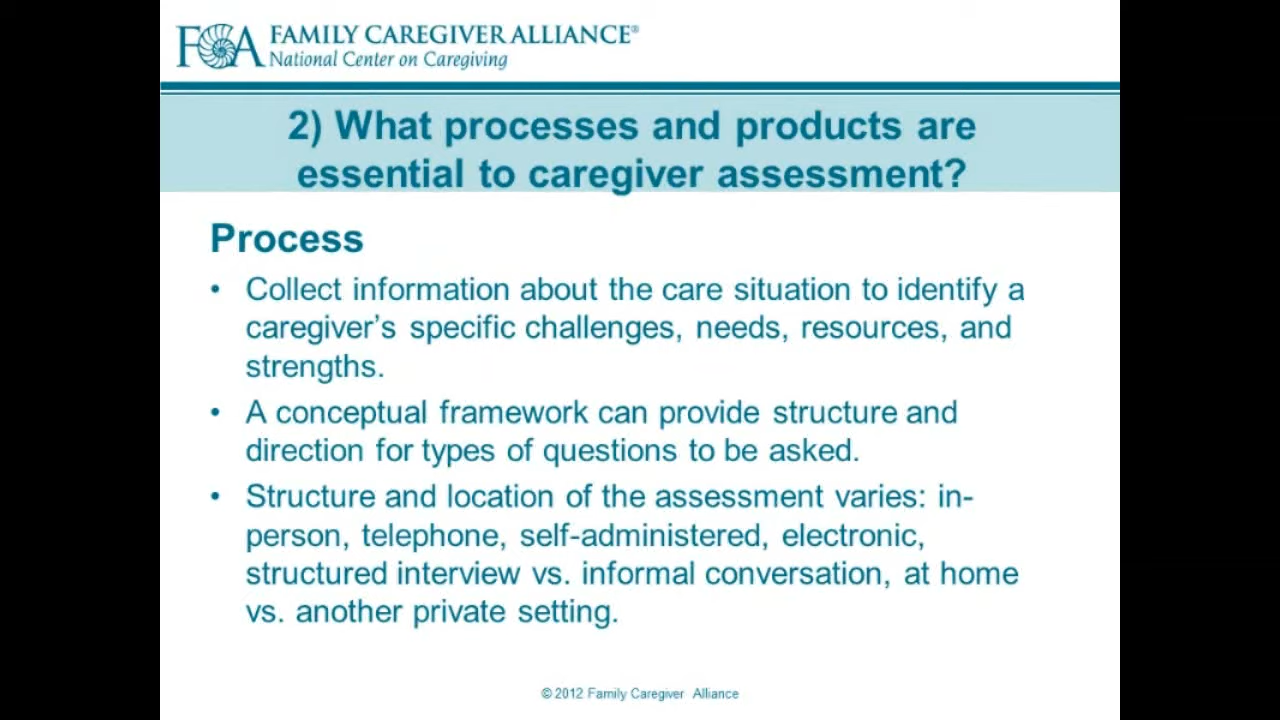 FCA FAMILY CAREGIVER ALLIANCE®
National Center on Caregiving
2) What processes and products are
essential to caregiver assessment?
Process
• Collect information about the care situation to identify a
caregiver’s specific challenges, needs, resources, and
strengths.
• A conceptual framework can provide structure and
direction for types of questions to be asked.
• Structure and location of the assessment varies: in-
person, telephone, self-administered, electronic,
structured interview vs. informal conversation, at home
vs. another private setting.
© 2012 Family Caregiver Alliance